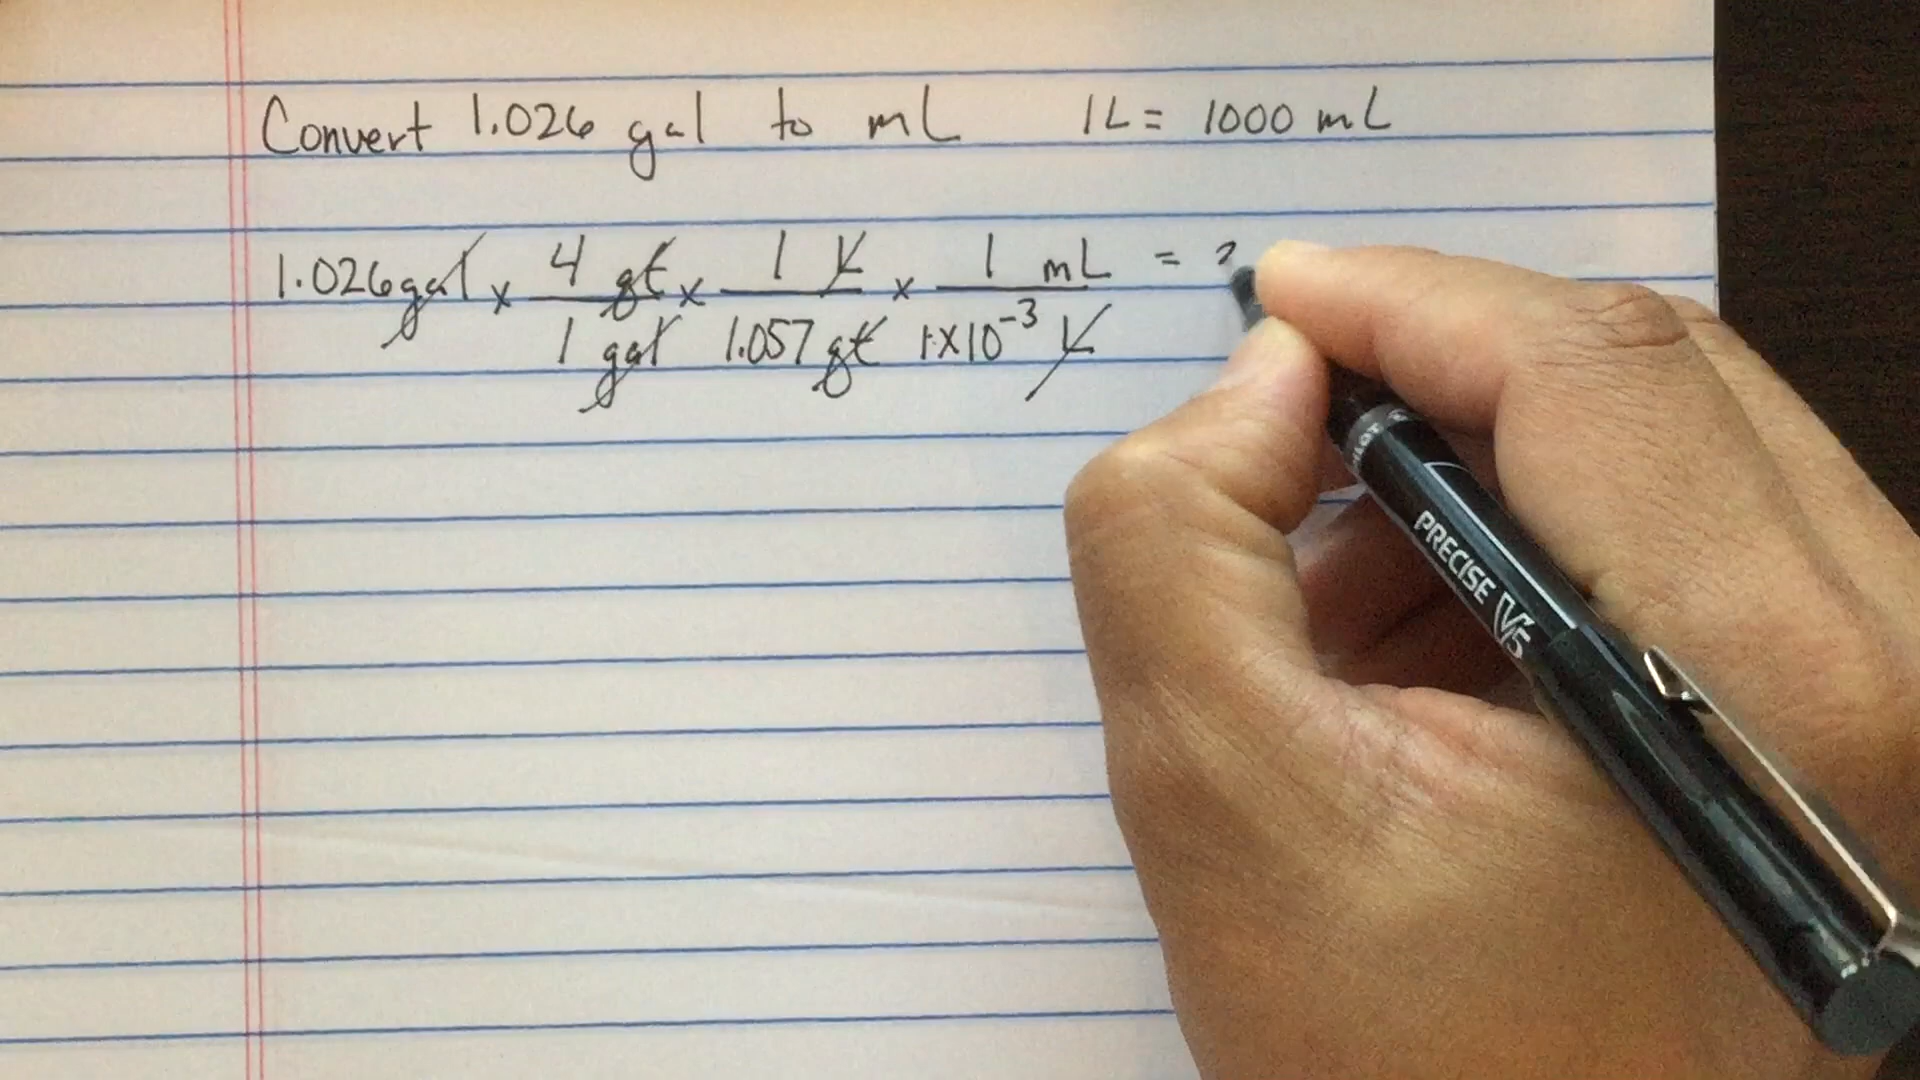 Convert 1.026 gal to mL 1L = 1000 mL
1.026 gal x 4 qt / 1 gal x 1 L / 1.057 qt x 1 mL / 1x10⁻³ L =
PRECISE V5